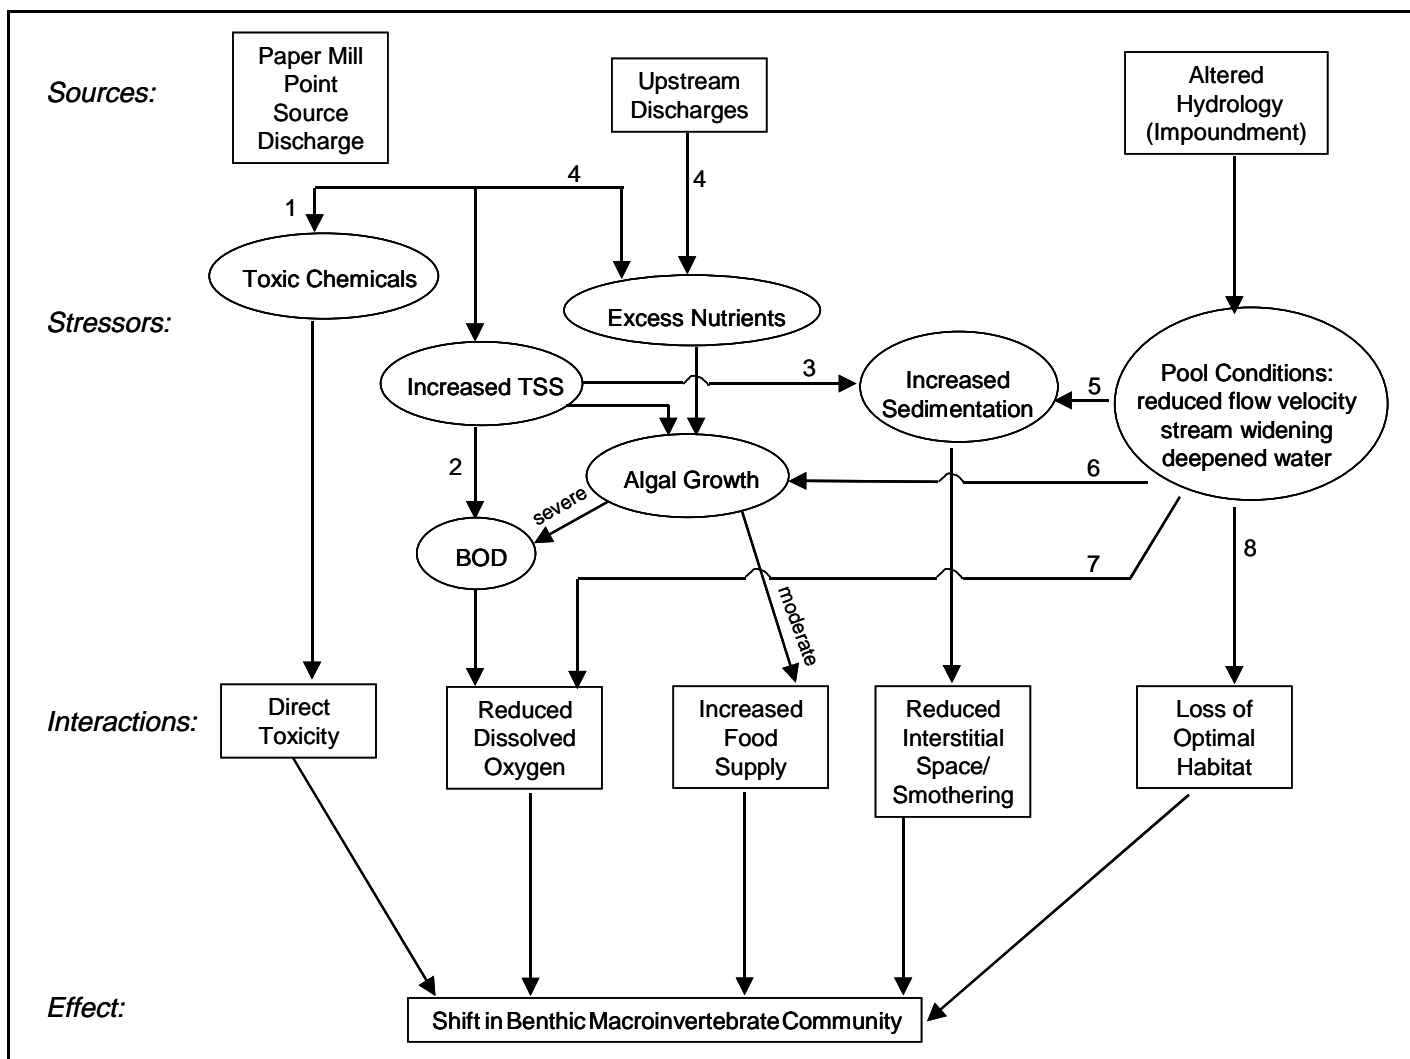 Sources:
Paper Mill
Point
Source
Discharge
Upstream
Discharges
Altered
Hydrology
(Impoundment)
4
4
1
Toxic Chemicals
Stressors:
Excess Nutrients
Increased TSS
3
Increased
Sedimentation
5
Pool Conditions:
reduced flow velocity
stream widening
deepened water
2
severe
Algal Growth
6
BOD
moderate
7
8
Interactions:
Direct
Toxicity
Reduced
Dissolved
Oxygen
Increased
Food
Supply
Reduced
Interstitial
Space/
Smothering
Loss of
Optimal
Habitat
Effect:
Shift in Benthic Macroinvertebrate Community